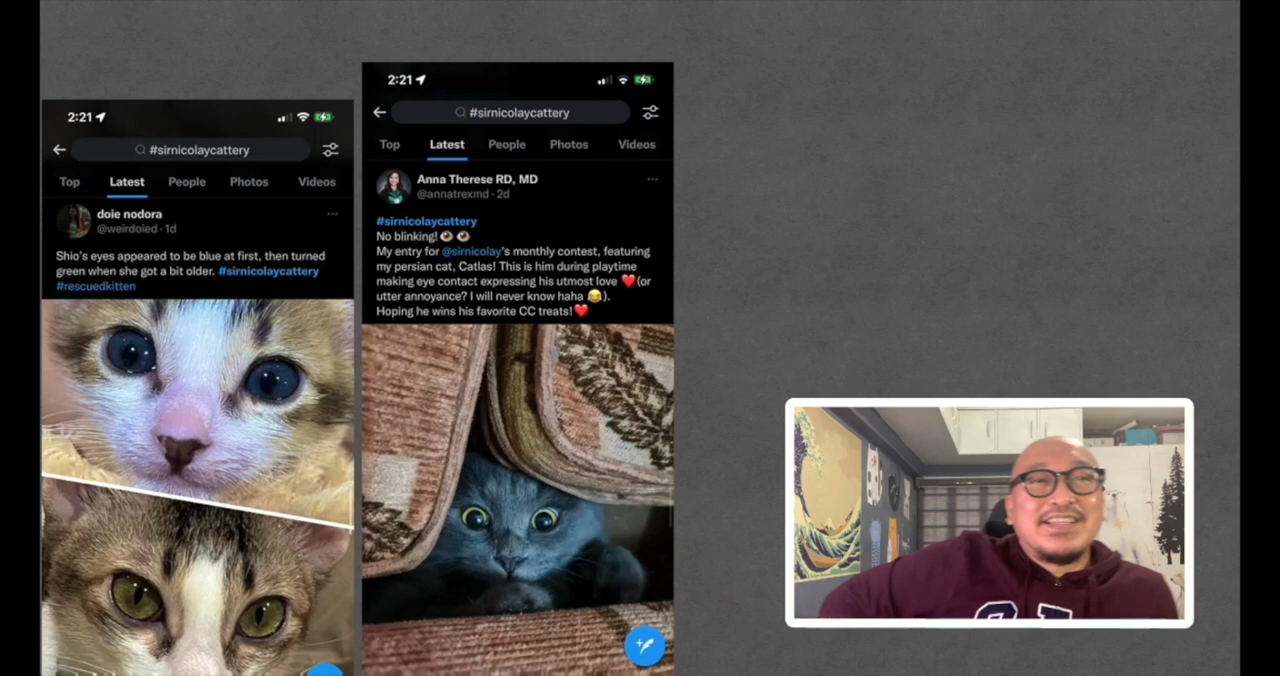 2:21
#sirnicolaycattery
Top Latest People Photos Videos
doie nodora
@weirdoied · 1d
Shio's eyes appeared to be blue at first, then turned
green when she got a bit older. #sirnicolaycattery
#rescuedkitten
2:21
#sirnicolaycattery
Top Latest People Photos Videos
Anna Therese RD, MD
@annatrexmd · 2d
#sirnicolaycattery
No blinking! 👁️ 👁️
My entry for @sirnicolay's monthly contest, featuring
my persian cat, Catlas! This is him during playtime
making eye contact expressing his utmost love ❤️(or
utter annoyance? I will never know haha 😂).
Hoping he wins his favorite CC treats!❤️